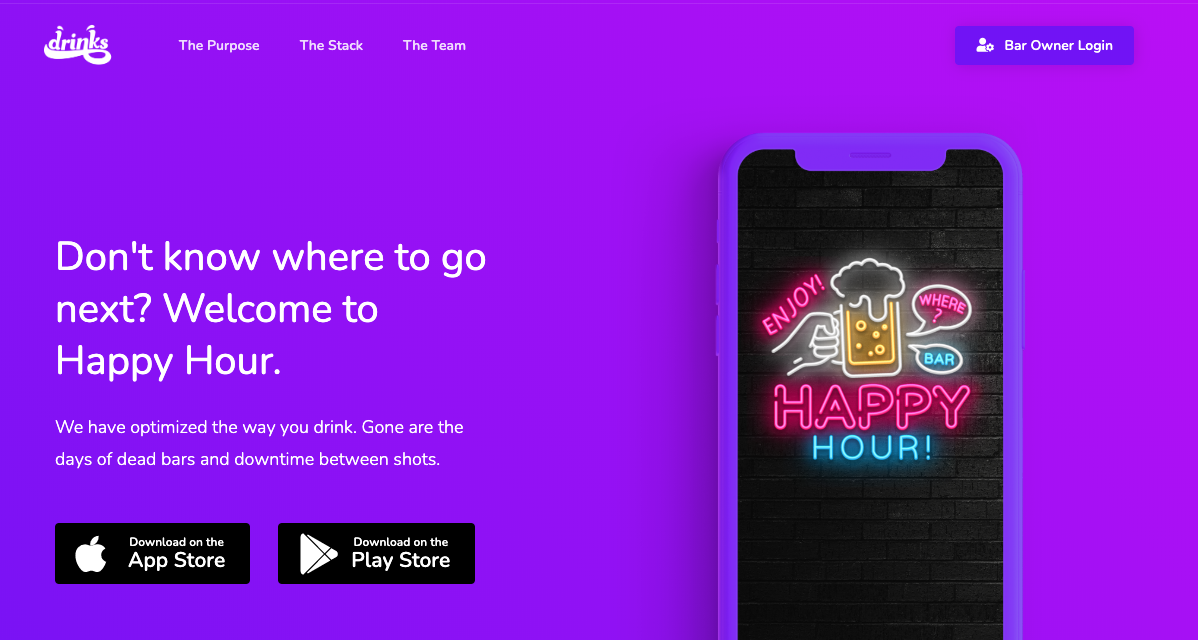 drinks
The Purpose
The Stack
The Team
Bar Owner Login
Don't know where to go
next? Welcome to
Happy Hour.
We have optimized the way you drink. Gone are the
days of dead bars and downtime between shots.
Download on the
App Store
Download on the
Play Store
ENJOY!
WHERE
?
BAR
HAPPY
HOUR!